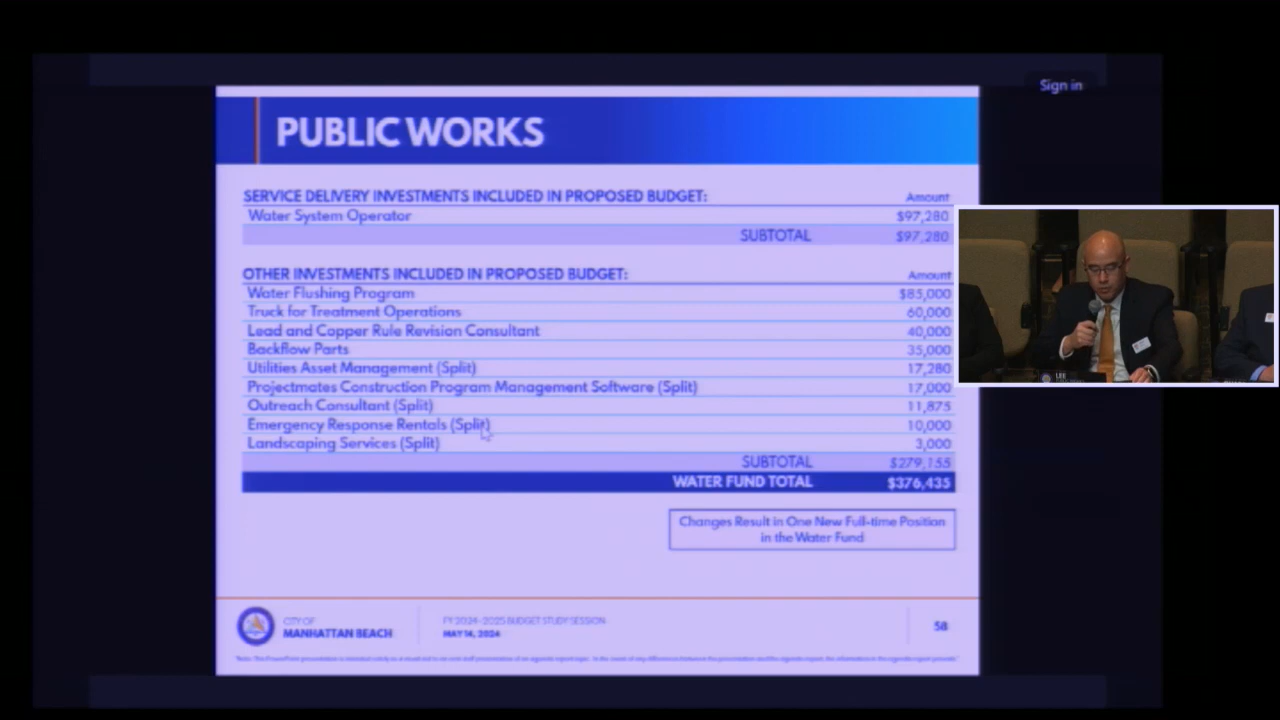 Sign in
PUBLIC WORKS
SERVICE DELIVERY INVESTMENTS INCLUDED IN PROPOSED BUDGET: Amount
Water System Operator $97,280
SUBTOTAL $97,280
OTHER INVESTMENTS INCLUDED IN PROPOSED BUDGET: Amount
Water Flushing Program $85,000
Truck for Treatment Operations 60,000
Lead and Copper Rule Revision Consultant 40,000
Backflow Parts 35,000
Utilities Asset Management (Split) 17,280
Projectmates Construction Program Management Software (Split) 17,000
Outreach Consultant (Split) 11,875
Emergency Response Rentals (Split) 10,000
Landscaping Services (Split) 3,000
SUBTOTAL $279,155
WATER FUND TOTAL $376,435
Changes Result in One New Full-time Position
in the Water Fund
CITY OF
MANHATTAN BEACH
FY 2024-2025 BUDGET STUDY SESSION
MAY 14, 2024
58
LEE